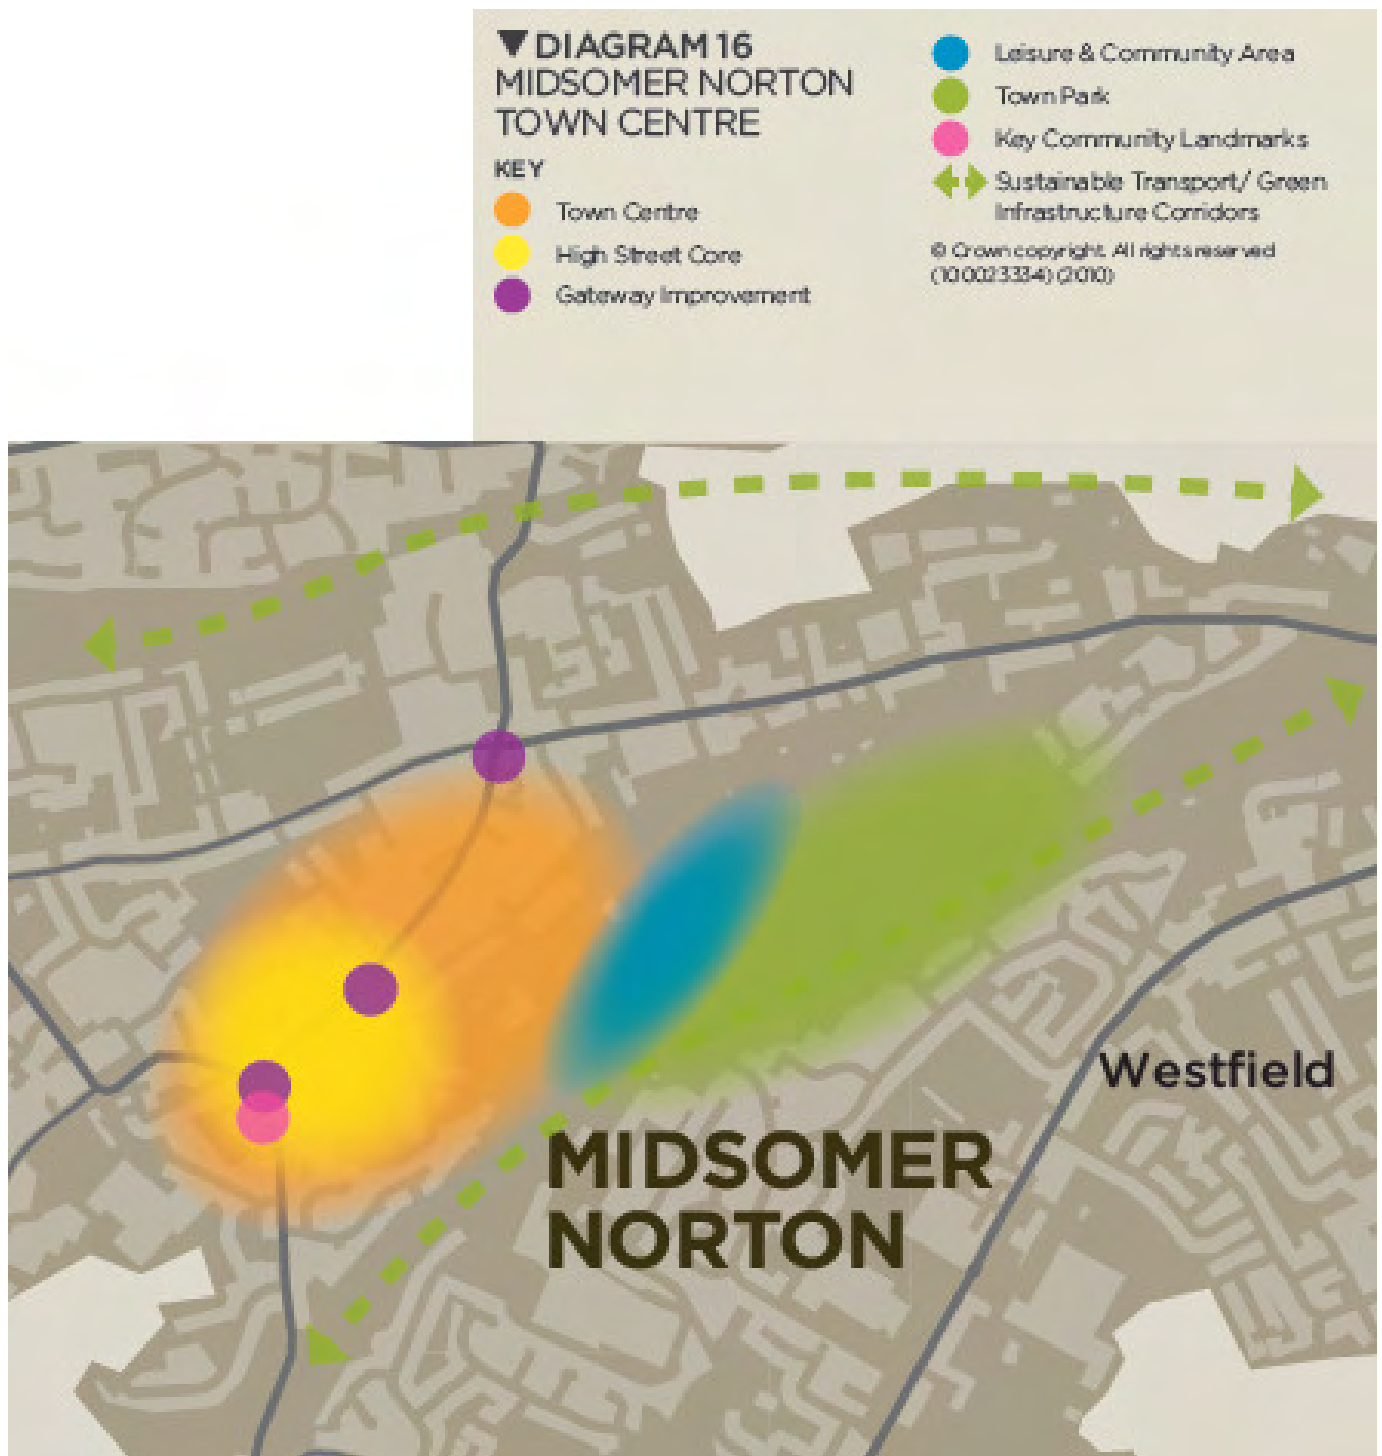 ▼DIAGRAM 16
MIDSOMER NORTON
TOWN CENTRE
KEY
Town Centre
High Street Core
Gateway Improvement
Leisure & Community Area
Town Park
Key Community Landmarks
Sustainable Transport/ Green
Infrastructure Corridors
© Crown copyright. All rights reserved
(100023334) (2010)
Westfield
MIDSOMER
NORTON